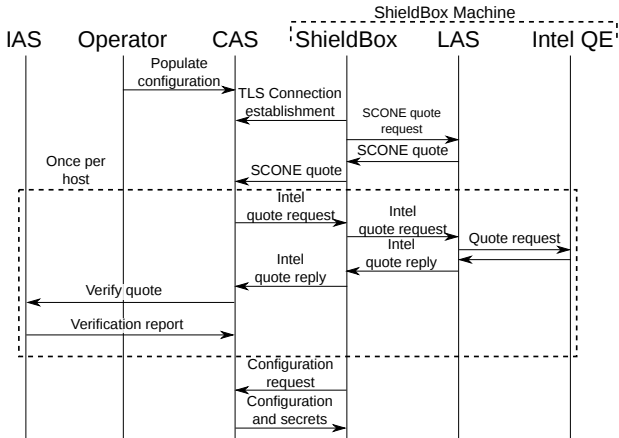 ShieldBox Machine
IAS Operator CAS ShieldBox LAS Intel QE
Populate
configuration
TLS Connection
establishment
SCONE quote
request
SCONE quote
Once per
host
SCONE quote
Intel
quote request
Intel
quote request
Quote request
Intel
quote reply
Intel
quote reply
Verify quote
Verification report
Configuration
request
Configuration
and secrets